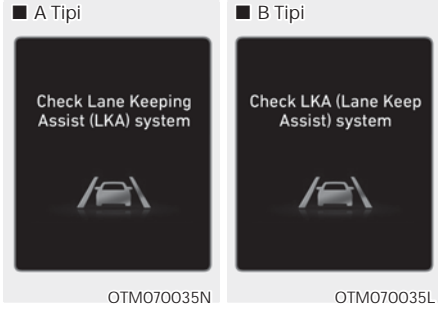 ■ A Tipi
Check Lane Keeping
Assist (LKA) system
OTM070035N
■ B Tipi
Check LKA (Lane Keep
Assist) system
OTM070035L